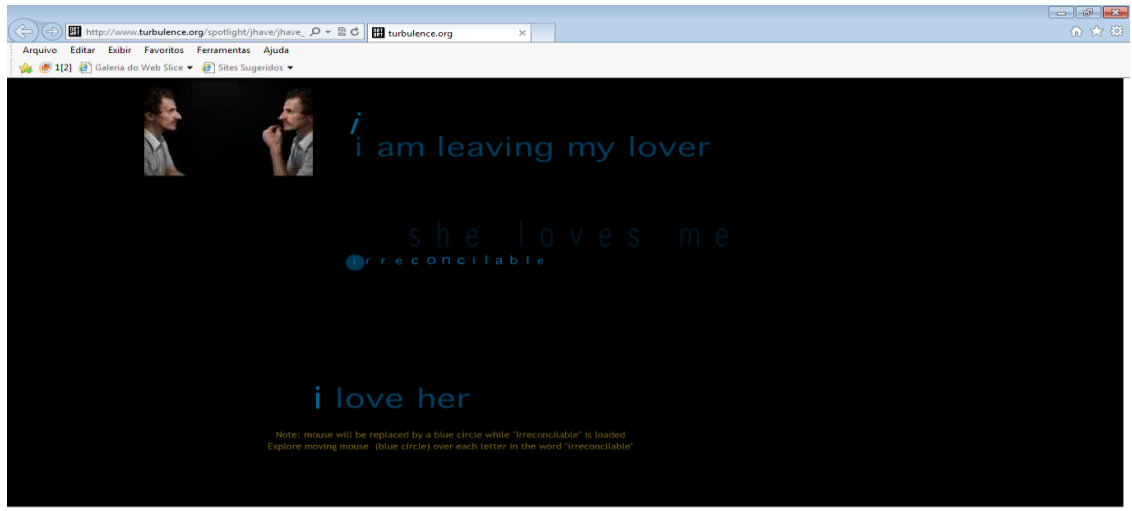 http://www.turbulence.org/spotlight/jhave/jhave_
turbulence.org
Arquivo Editar Exibir Favoritos Ferramentas Ajuda
1[2] Galeria do Web Slice Sites Sugeridos
i
i am leaving my lover
she loves me
irreconcilable
i love her
Note: mouse will be replaced by a blue circle while "Irreconcilable" is loaded
Explore moving mouse (blue circle) over each letter in the word "irreconcilable"